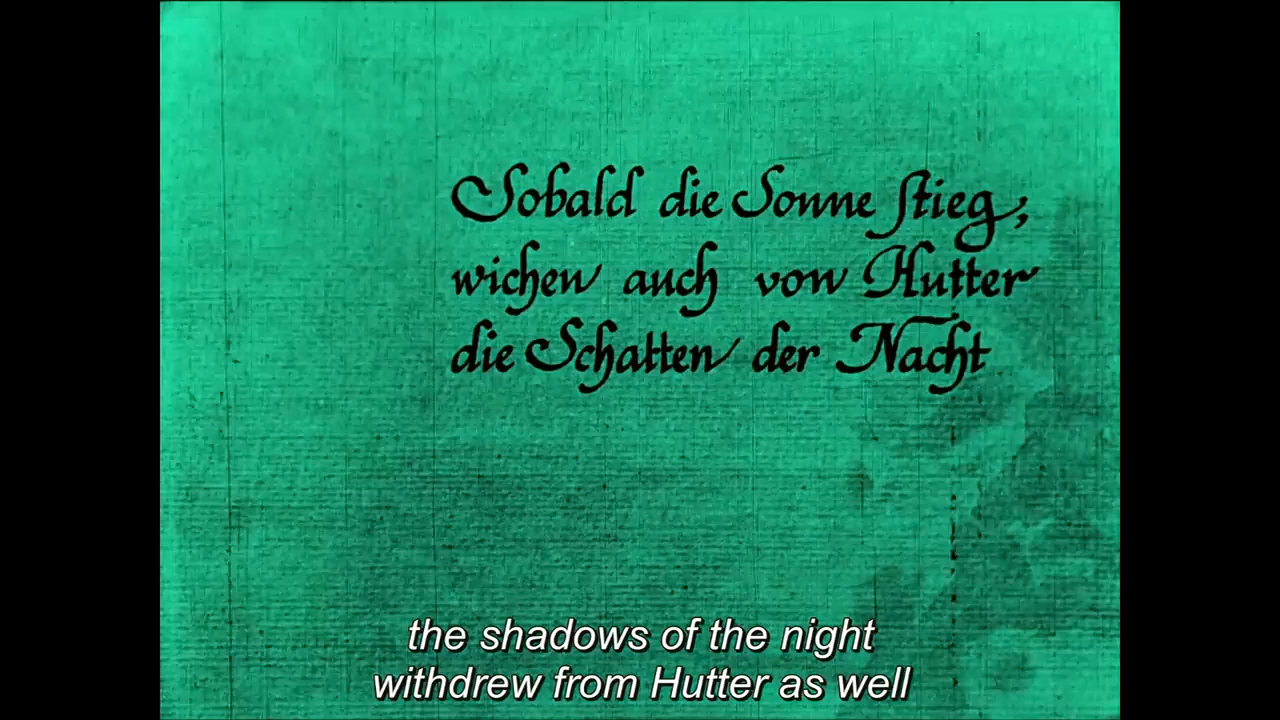 Sobald die Sonne stieg,
wichen auch von Hutter
die Schatten der Nacht
the shadows of the night
withdrew from Hutter as well